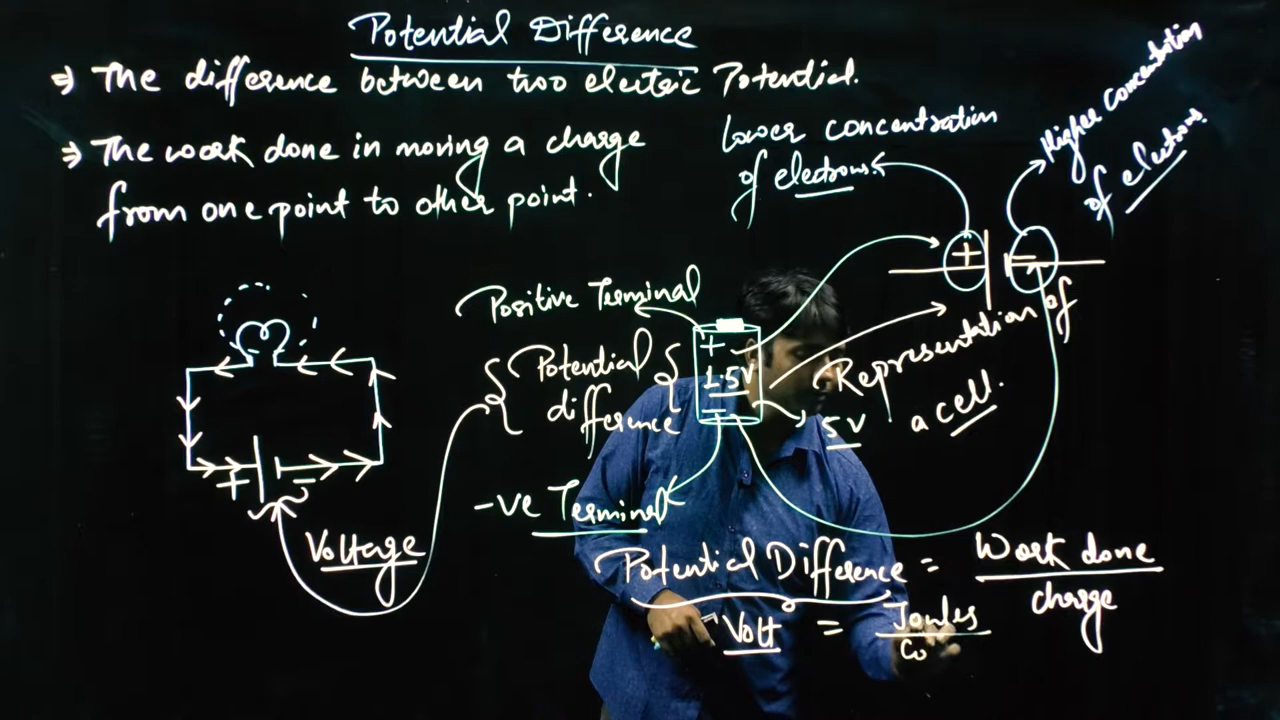 Potential Difference
⇒ The difference between two electric Potential.
⇒ The work done in moving a charge
from one point to other point.
Lower concentration
of electrons.
Higher concentration
of electrons.
+ -
Positive Terminal
Potential
difference
+
1.5V
-
5V
Representation of
a cell.
-ve Terminal
+ -
Voltage
Potential Difference = Work done
charge
Volt = Joules
Co